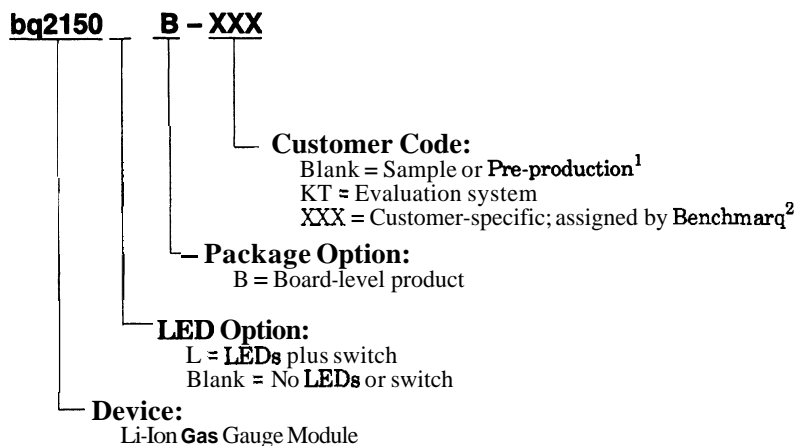 bq2150 _ B – XXX
Customer Code:
Blank = Sample or Pre-production¹
KT = Evaluation system
XXX = Customer-specific; assigned by Benchmarq²
Package Option:
B = Board-level product
LED Option:
L = LEDs plus switch
Blank = No LEDs or switch
Device:
Li-Ion Gas Gauge Module